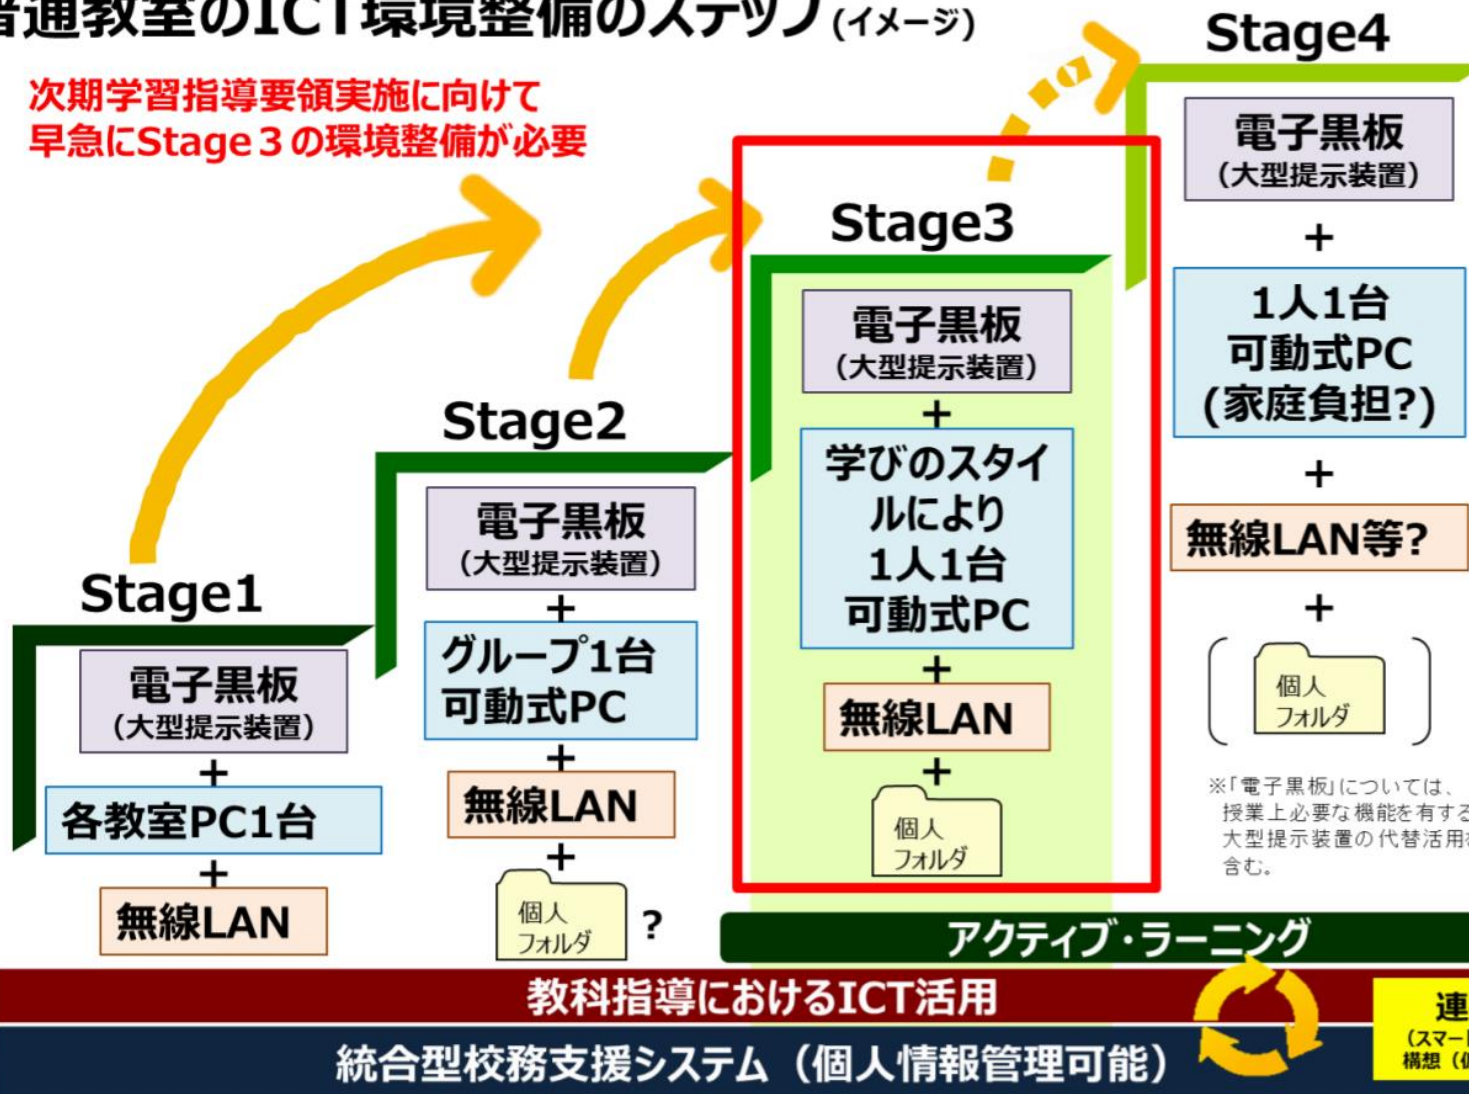 普通教室のICT環境整備のステップ(イメージ)
次期学習指導要領実施に向けて
早急にStage３の環境整備が必要
Stage1
電子黒板
（大型提示装置）
+
各教室PC1台
+
無線LAN
Stage2
電子黒板
（大型提示装置）
+
グループ1台
可動式PC
+
無線LAN
+
個人
フォルダ
?
Stage3
電子黒板
（大型提示装置）
+
学びのスタイ
ルにより
1人1台
可動式PC
+
無線LAN
+
個人
フォルダ
Stage4
電子黒板
（大型提示装置）
+
1人1台
可動式PC
(家庭負担?)
+
無線LAN等?
+
個人
フォルダ
※「電子黒板」については、
授業上必要な機能を有する
大型提示装置の代替活用
含む。
アクティブ・ラーニング
教科指導におけるICT活用
統合型校務支援システム（個人情報管理可能）
連
（スマート
構想（